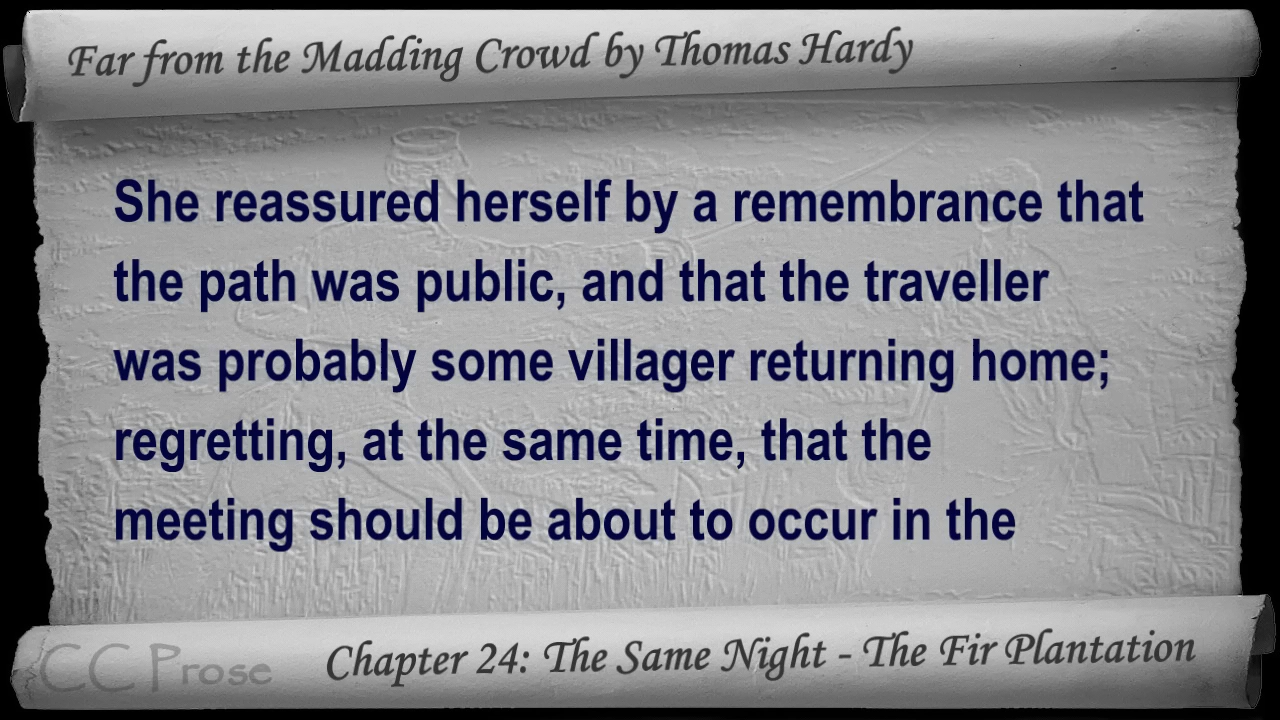 Far from the Madding Crowd by Thomas Hardy
She reassured herself by a remembrance that
the path was public, and that the traveller
was probably some villager returning home;
regretting, at the same time, that the
meeting should be about to occur in the
CC Prose
Chapter 24: The Same Night - The Fir Plantation